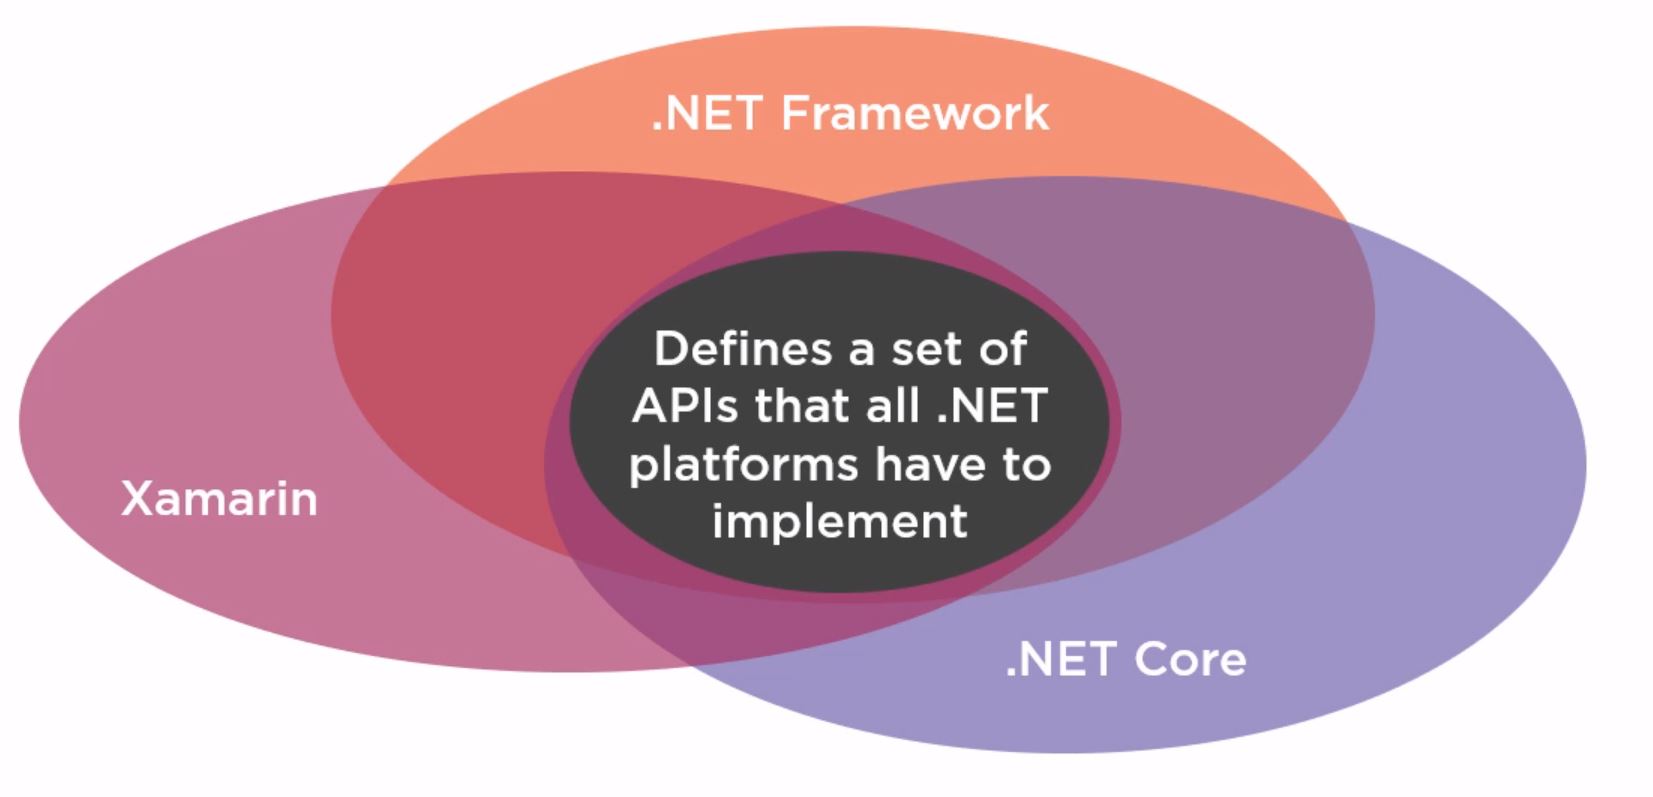 .NET Framework
Defines a set of
APIs that all .NET
platforms have to
implement
Xamarin
.NET Core